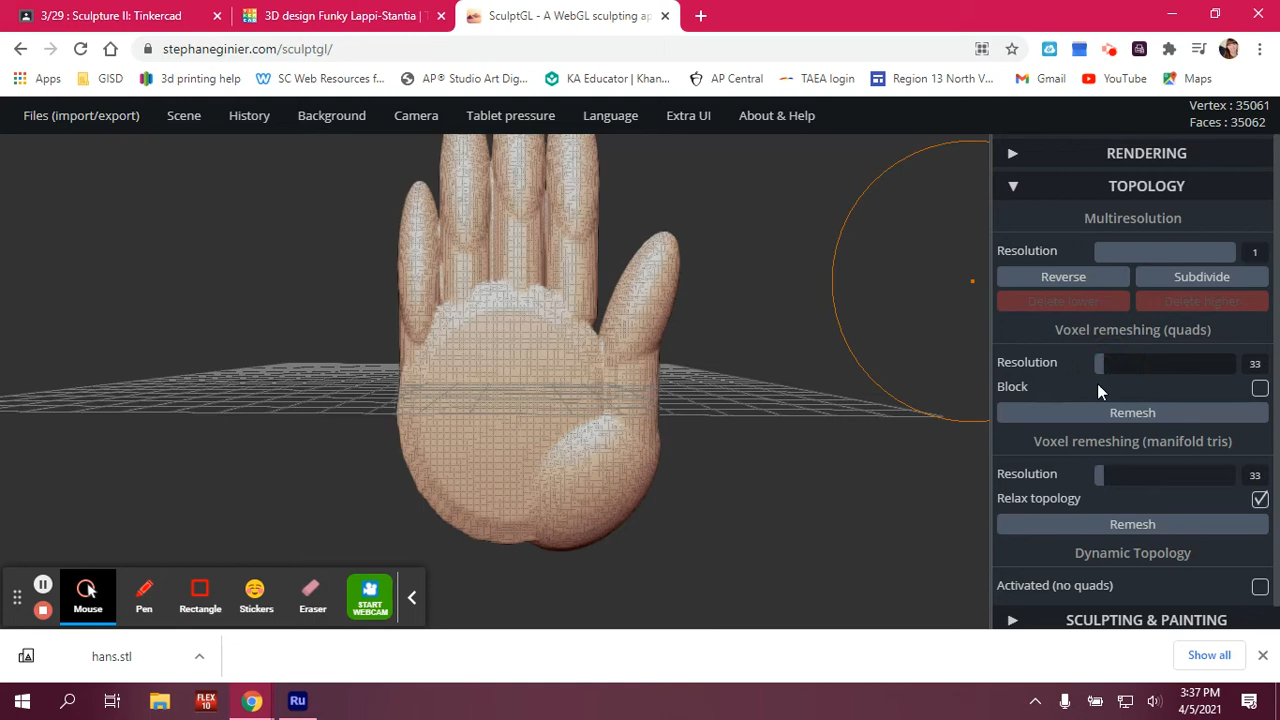 3/29 : Sculpture II: Tinkercad
3D design Funky Lappi-Stantia |
SculptGL - A WebGL sculpting ap
stephaneginier.com/sculptgl/
Apps
GISD
3d printing help
SC Web Resources f...
AP® Studio Art Dig...
KA Educator | Khan...
AP Central
TAEA login
Region 13 North V...
Gmail
YouTube
Maps
Files (import/export)
Scene
History
Background
Camera
Tablet pressure
Language
Extra UI
About & Help
Vertex : 35061
Faces : 35062
RENDERING
TOPOLOGY
Multiresolution
Resolution 1
Reverse Subdivide
Delete lower Delete higher
Voxel remeshing (quads)
Resolution 33
Block
Remesh
Voxel remeshing (manifold tris)
Resolution 33
Relax topology
Remesh
Dynamic Topology
Activated (no quads)
SCULPTING & PAINTING
Mouse
Pen
Rectangle
Stickers
Eraser
START
WEBCAM
hans.stl
Show all
FLEX
10
Ru
3:37 PM
4/5/2021